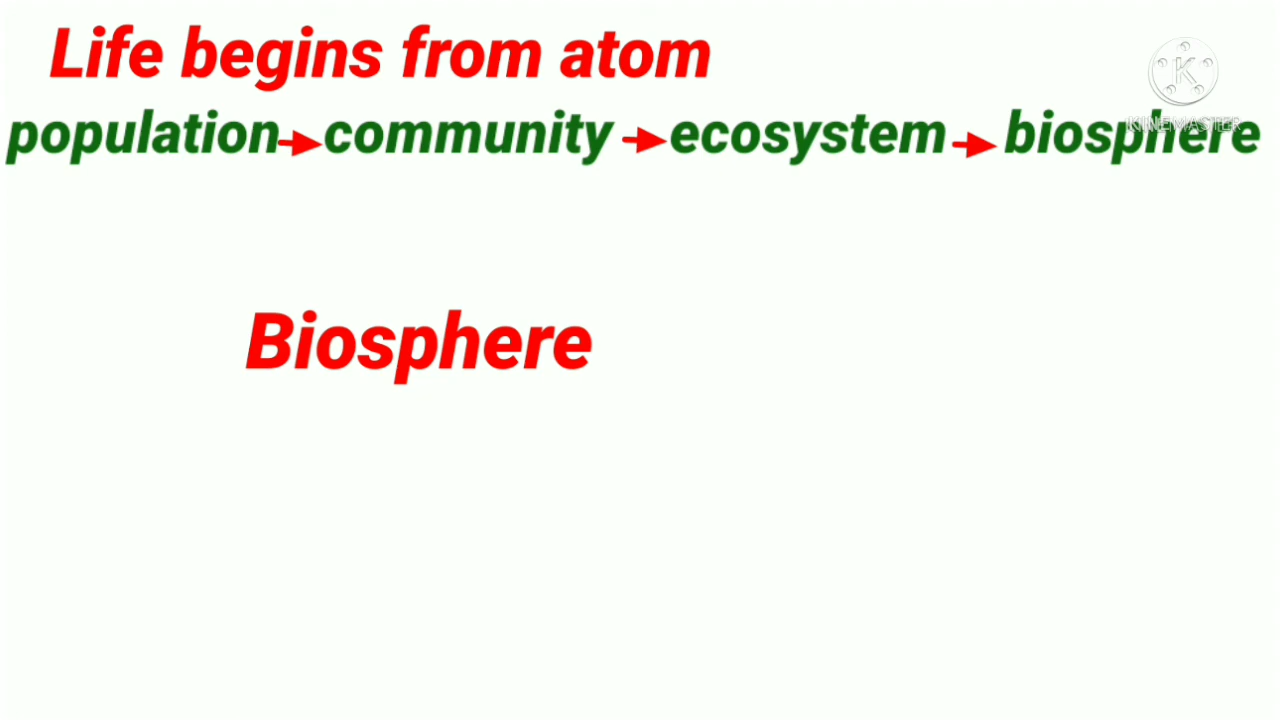 Life begins from atom
population community ecosystem biosphere
KINEMASTER
Biosphere